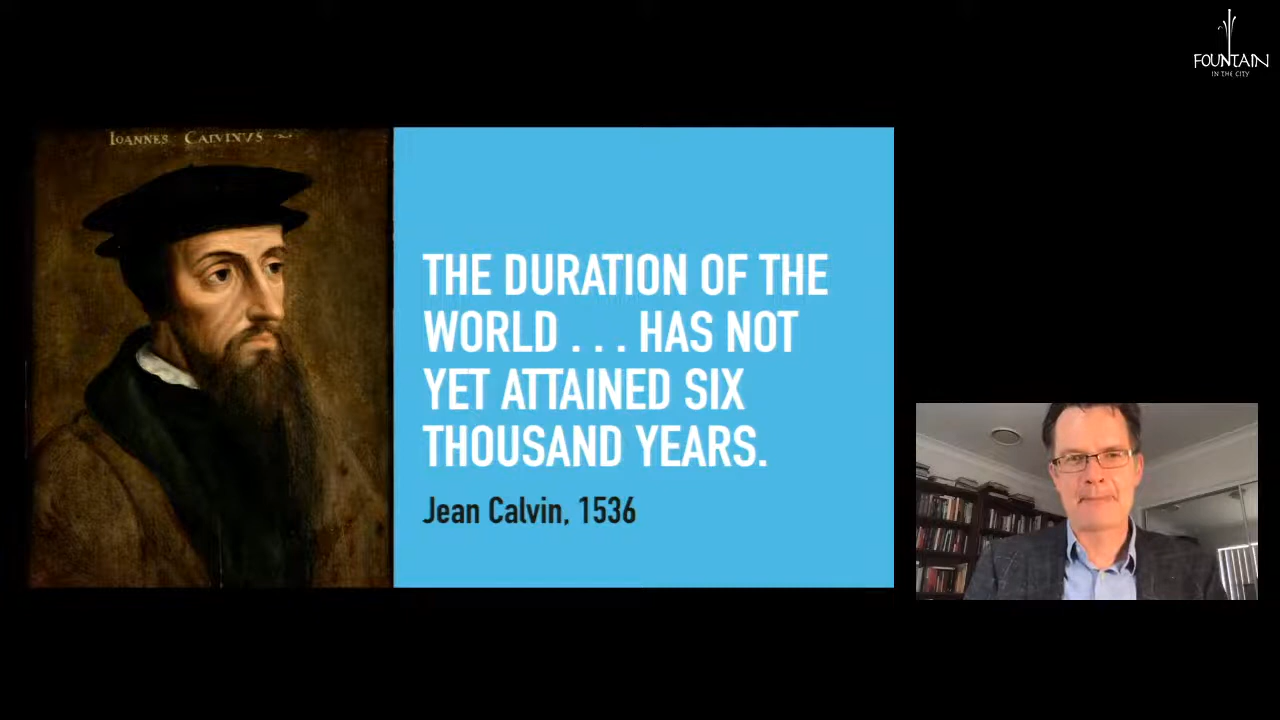 FOUNTAIN
IN THE CITY
IOANNES CALVINVS
THE DURATION OF THE
WORLD . . . HAS NOT
YET ATTAINED SIX
THOUSAND YEARS.
Jean Calvin, 1536